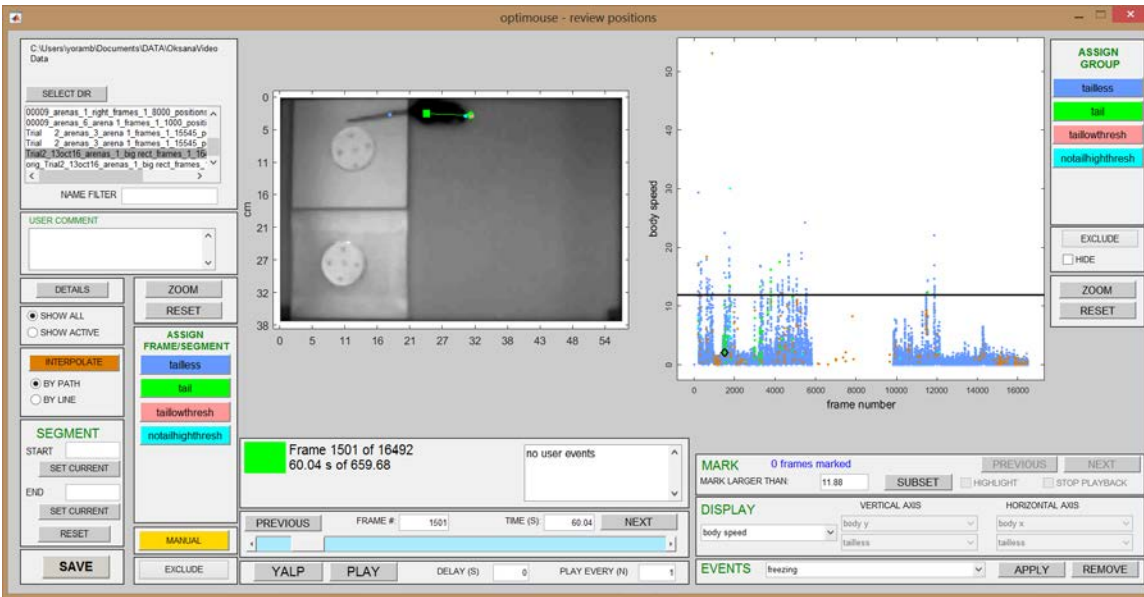 optimouse - review positions
C:\Users\yoramb\Documents\DATA\OksanaVideo
Data
SELECT DIR
00009_arenas_1_right_frames_1_8000_positions
00009_arenas_6_arena 1_frames_1_1000_positi
Trial 2_arenas_3_arena 1_frames_1_15545_p
Trial 2_arenas_3_arena 1_frames_1_15545_p
Trial2_13oct16_arenas_1_big rect_frames_1_16
orig_Trial2_13oct16_arenas_1_big rect_frames_
NAME FILTER
USER COMMENT
DETAILS
SHOW ALL
SHOW ACTIVE
INTERPOLATE
BY PATH
BY LINE
SEGMENT
START
SET CURRENT
END
SET CURRENT
RESET
SAVE
ZOOM
RESET
ASSIGN
FRAME/SEGMENT
tailless
tail
taillowthresh
notailhighthresh
MANUAL
EXCLUDE
cm
0
5
11
16
21
27
32
38
0 5 11 16 21 27 32 38 43 48 54
Frame 1501 of 16492
60.04 s of 659.68
no user events
PREVIOUS FRAME #: 1501 TIME (S): 60.04 NEXT
YALP PLAY DELAY (S) 0 PLAY EVERY (N) 1
body speed
50
40
30
20
10
0
0 2000 4000 6000 8000 10000 12000 14000 16000
frame number
ASSIGN
GROUP
tailless
tail
taillowthresh
notailhighthresh
EXCLUDE
HIDE
ZOOM
RESET
MARK 0 frames marked PREVIOUS NEXT
MARK LARGER THAN: 11.88 SUBSET HIGHLIGHT STOP PLAYBACK
DISPLAY VERTICAL AXIS HORIZONTAL AXIS
body speed body y body x
tailless tailless
EVENTS freezing APPLY REMOVE